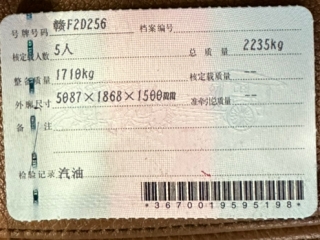 号牌号码 赣F2D256 档案编号
核定载人数 5人 总质量 2235kg
整备质量 1710kg 核定载质量 --
外廓尺寸 5087×1868×1500mm 准牵引总质量 --
备注
检验记录 汽油
*3670019595198*